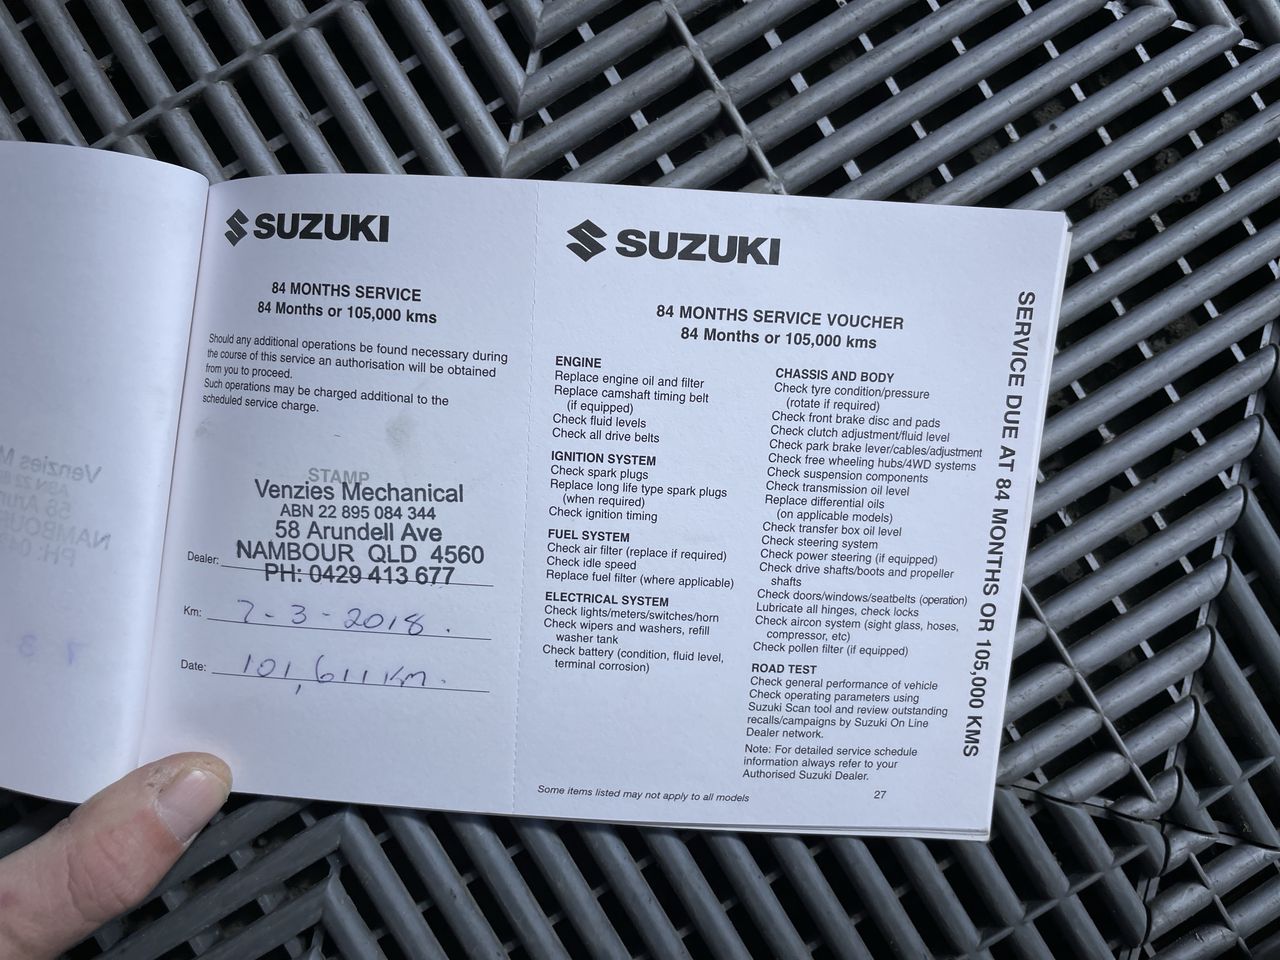 SUZUKI
84 MONTHS SERVICE
84 Months or 105,000 kms
Should any additional operations be found necessary during
the course of this service an authorisation will be obtained
from you to proceed.
Such operations may be charged additional to the
scheduled service charge.
STAMP
Venzies Mechanical
ABN 22 895 084 344
58 Arundell Ave
NAMBOUR QLD 4560
Dealer: PH: 0429 413 677
Km: 7-3-2018.
Date: 101,611 Km.
SUZUKI
84 MONTHS SERVICE VOUCHER
84 Months or 105,000 kms
ENGINE
Replace engine oil and filter
Replace camshaft timing belt
(if equipped)
Check fluid levels
Check all drive belts
IGNITION SYSTEM
Check spark plugs
Replace long life type spark plugs
(when required)
Check ignition timing
FUEL SYSTEM
Check air filter (replace if required)
Check idle speed
Replace fuel filter (where applicable)
ELECTRICAL SYSTEM
Check lights/meters/switches/horn
Check wipers and washers, refill
washer tank
Check battery (condition, fluid level,
terminal corrosion)
CHASSIS AND BODY
Check tyre condition/pressure
(rotate if required)
Check front brake disc and pads
Check clutch adjustment/fluid level
Check park brake lever/cables/adjustment
Check free wheeling hubs/4WD systems
Check suspension components
Check transmission oil level
Replace differential oils
(on applicable models)
Check transfer box oil level
Check steering system
Check power steering (if equipped)
Check drive shafts/boots and propeller
shafts
Check doors/windows/seatbelts (operation)
Lubricate all hinges, check locks
Check aircon system (sight glass, hoses,
compressor, etc)
Check pollen filter (if equipped)
ROAD TEST
Check general performance of vehicle
Check operating parameters using
Suzuki Scan tool and review outstanding
recalls/campaigns by Suzuki On Line
Dealer network.
Note: For detailed service schedule
information always refer to your
Authorised Suzuki Dealer.
Some items listed may not apply to all models
27
SERVICE DUE AT 84 MONTHS OR 105,000 KMS